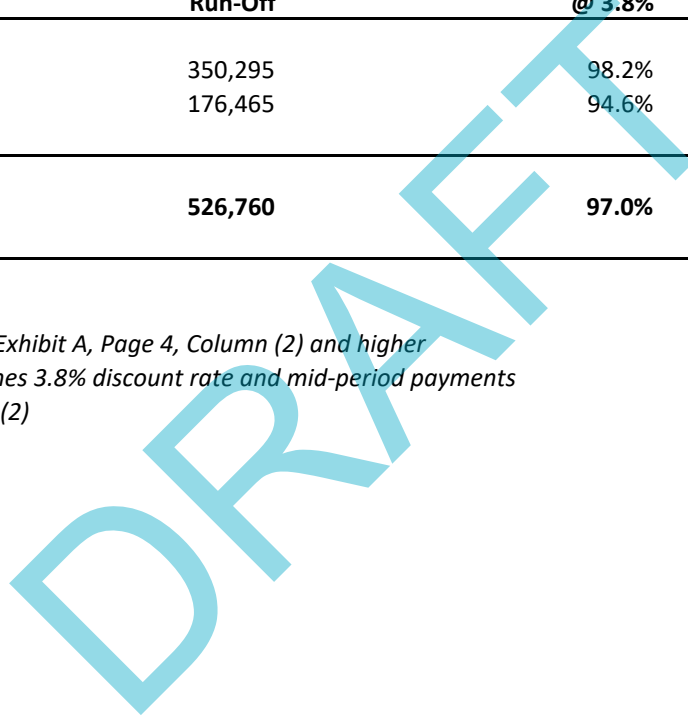 Run-Off @ 3.8%
350,295 98.2%
176,465 94.6%
526,760 97.0%
Exhibit A, Page 4, Column (2) and higher
3.8% discount rate and mid-period payments
(2)
DRAFT